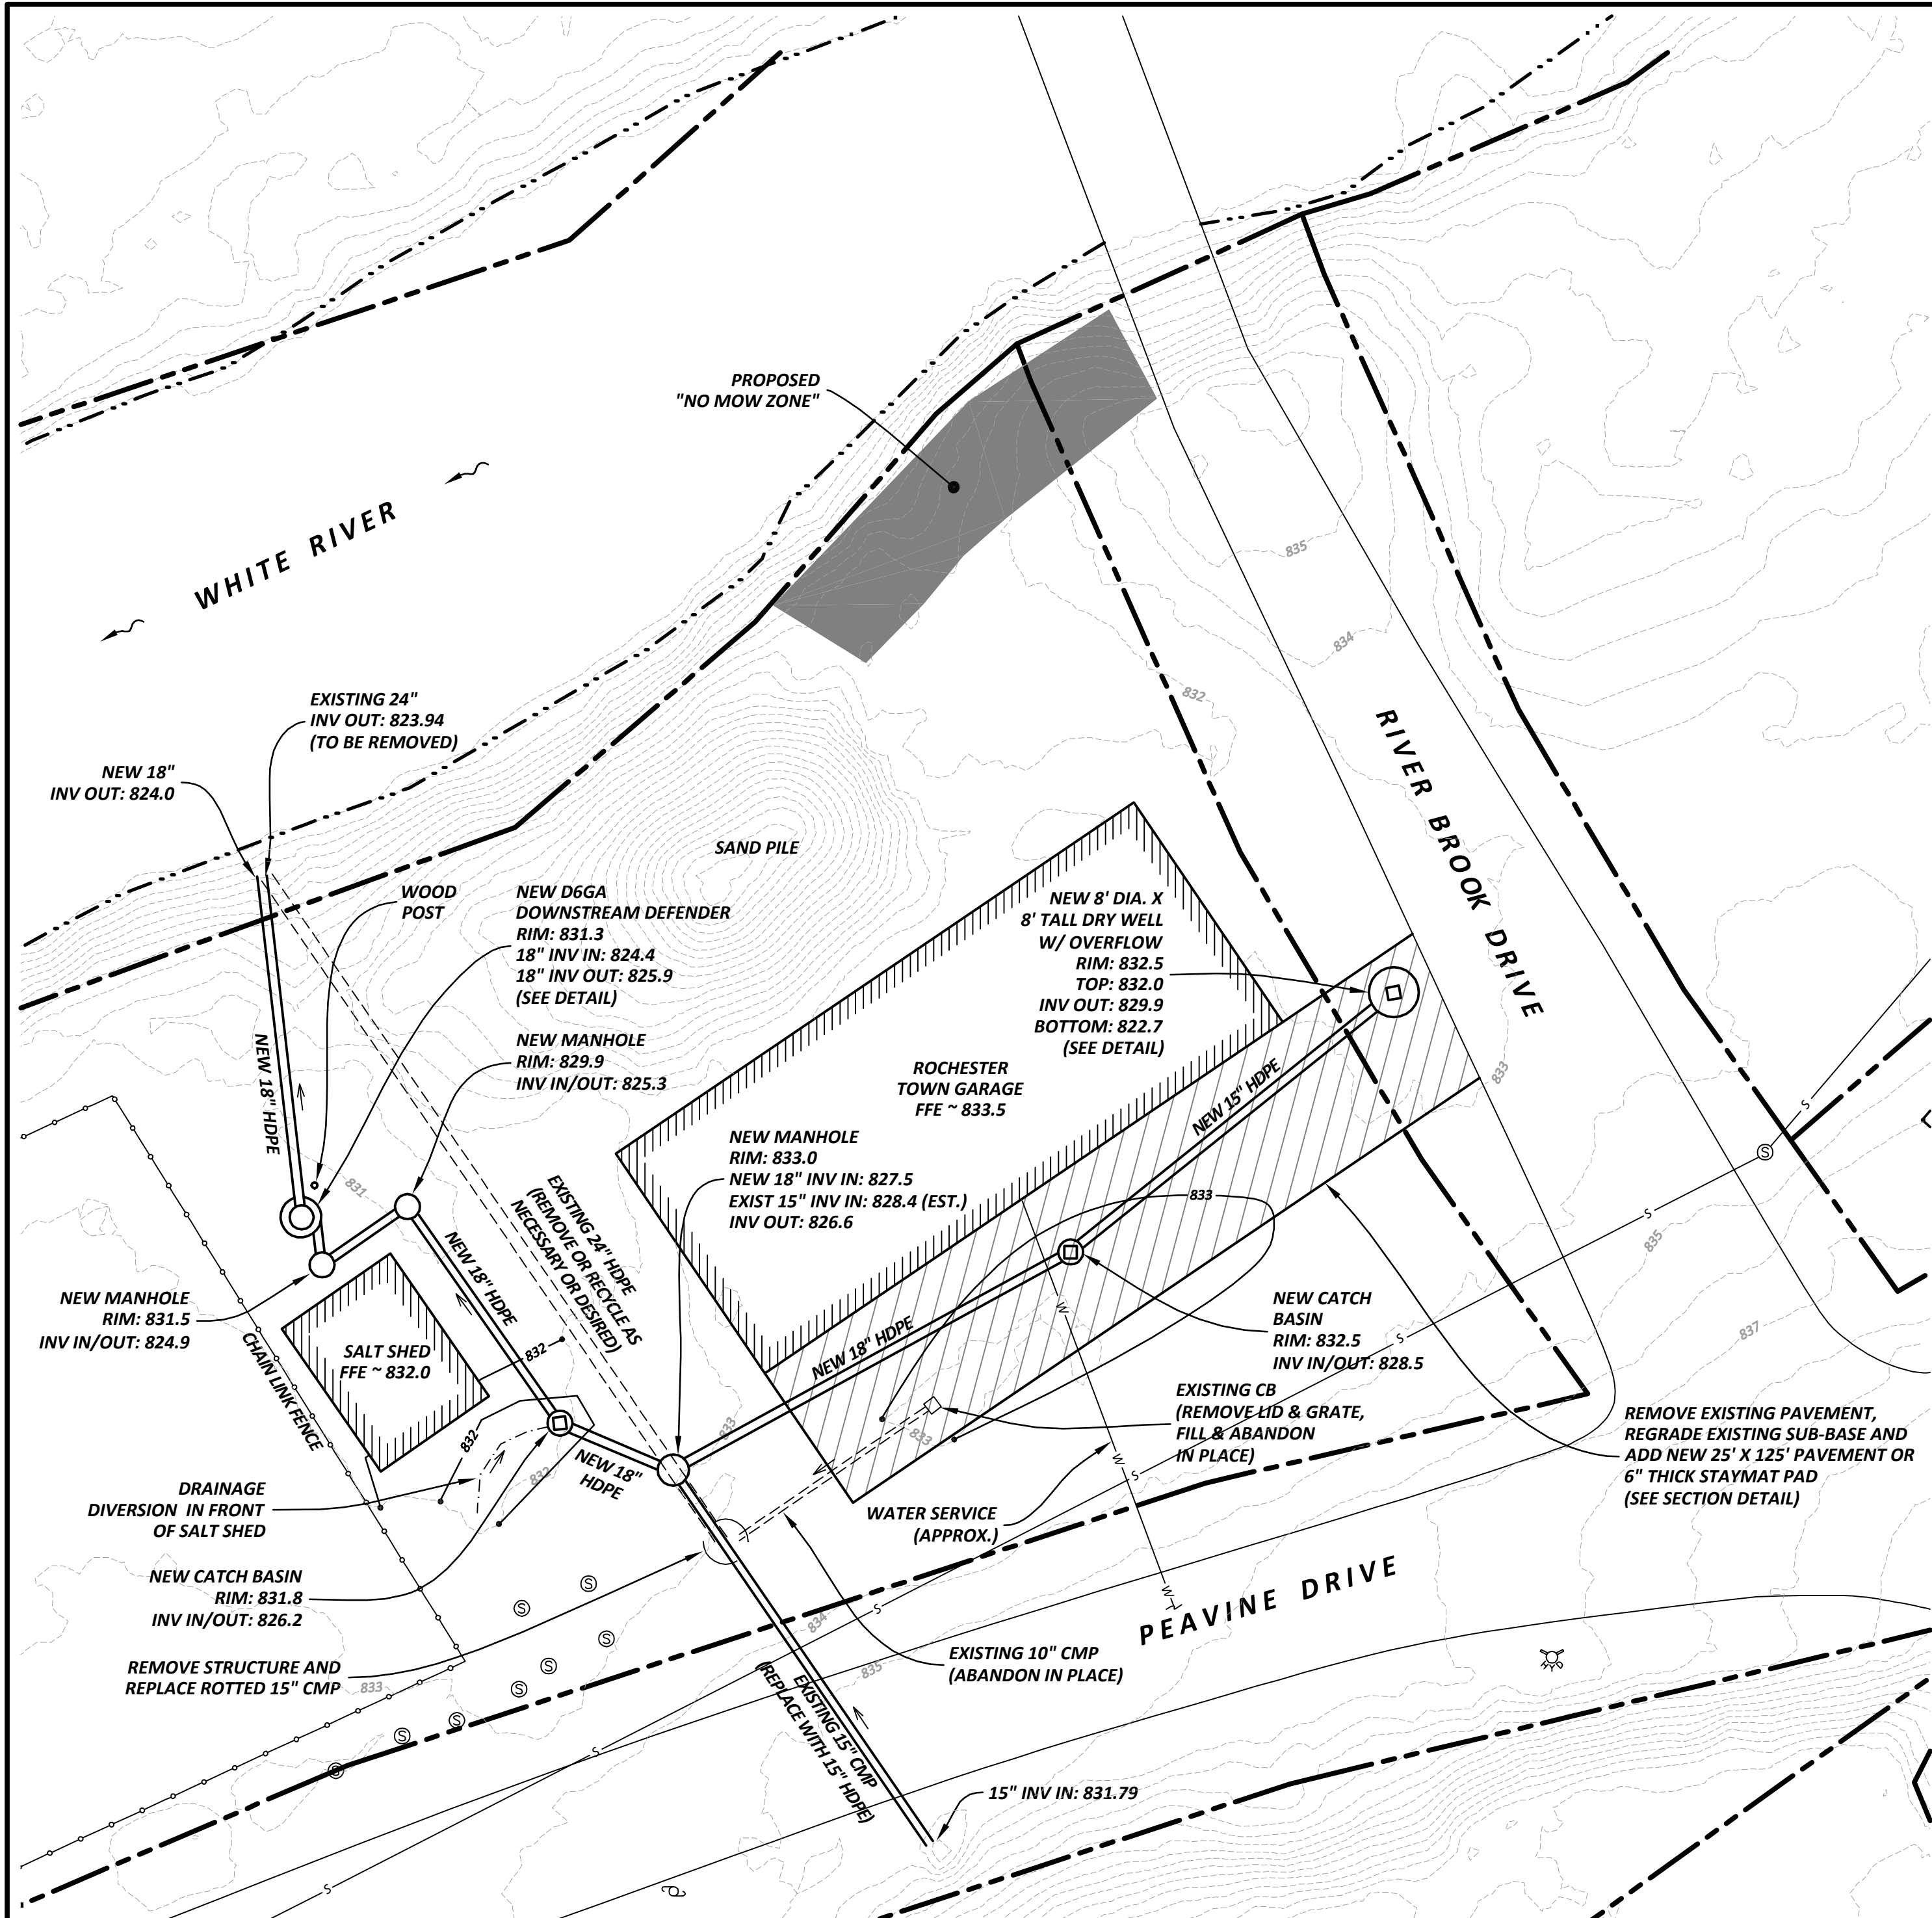 PROPOSED
"NO MOW ZONE"
WHITE RIVER
835
834
832
RIVER BROOK DRIVE
EXISTING 24"
INV OUT: 823.94
(TO BE REMOVED)
NEW 18"
INV OUT: 824.0
SAND PILE
WOOD
POST
NEW D6GA
DOWNSTREAM DEFENDER
RIM: 831.3
18" INV IN: 824.4
18" INV OUT: 825.9
(SEE DETAIL)
NEW 8' DIA. X
8' TALL DRY WELL
W/ OVERFLOW
RIM: 832.5
TOP: 832.0
INV OUT: 829.9
BOTTOM: 822.7
(SEE DETAIL)
NEW MANHOLE
RIM: 829.9
INV IN/OUT: 825.3
NEW 18" HDPE
ROCHESTER
TOWN GARAGE
FFE ~ 833.5
NEW 15" HDPE
833
S
S
NEW MANHOLE
RIM: 833.0
NEW 18" INV IN: 827.5
EXIST 15" INV IN: 828.4 (EST.)
INV OUT: 826.6
831
EXISTING 24" HDPE
(REMOVE OR RECYCLE AS
NECESSARY OR DESIRED)
833
S
835
NEW 18" HDPE
NEW MANHOLE
RIM: 831.5
INV IN/OUT: 824.9
CHAIN LINK FENCE
SALT SHED
FFE ~ 832.0
832
NEW 18" HDPE
W
NEW CATCH
BASIN
RIM: 832.5
INV IN/OUT: 828.5
S
837
EXISTING CB
(REMOVE LID & GRATE,
FILL & ABANDON
IN PLACE)
REMOVE EXISTING PAVEMENT,
REGRADE EXISTING SUB-BASE AND
ADD NEW 25' X 125' PAVEMENT OR
6" THICK STAYMAT PAD
(SEE SECTION DETAIL)
833
833
832
832
NEW 18"
HDPE
W
S
DRAINAGE
DIVERSION IN FRONT
OF SALT SHED
WATER SERVICE
(APPROX.)
NEW CATCH BASIN
RIM: 831.8
INV IN/OUT: 826.2
S
S
S
S
S
S
S
S
W
834
S
PEAVINE DRIVE
REMOVE STRUCTURE AND
REPLACE ROTTED 15" CMP
833
835
EXISTING 10" CMP
(ABANDON IN PLACE)
EXISTING 15" CMP
(REPLACE WITH 15" HDPE)
S
15" INV IN: 831.79
S